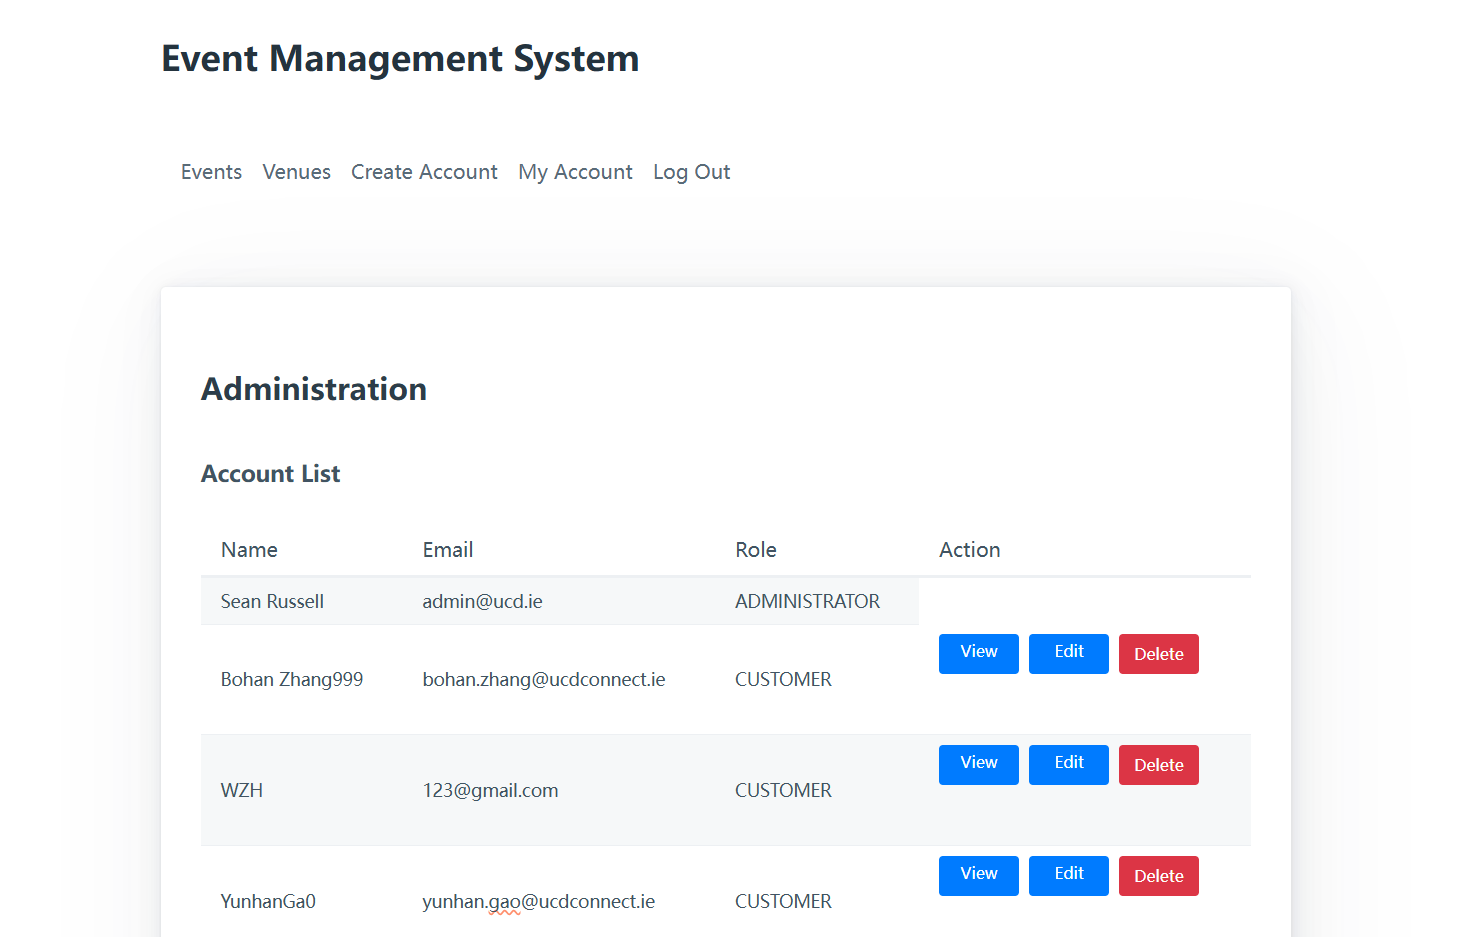 Event Management System
Events Venues Create Account My Account Log Out
Administration
Account List
Name Email Role Action
Sean Russell admin@ucd.ie ADMINISTRATOR
Bohan Zhang999 bohan.zhang@ucdconnect.ie CUSTOMER View Edit Delete
WZH 123@gmail.com CUSTOMER View Edit Delete
YunhanGa0 yunhan.gao@ucdconnect.ie CUSTOMER View Edit Delete